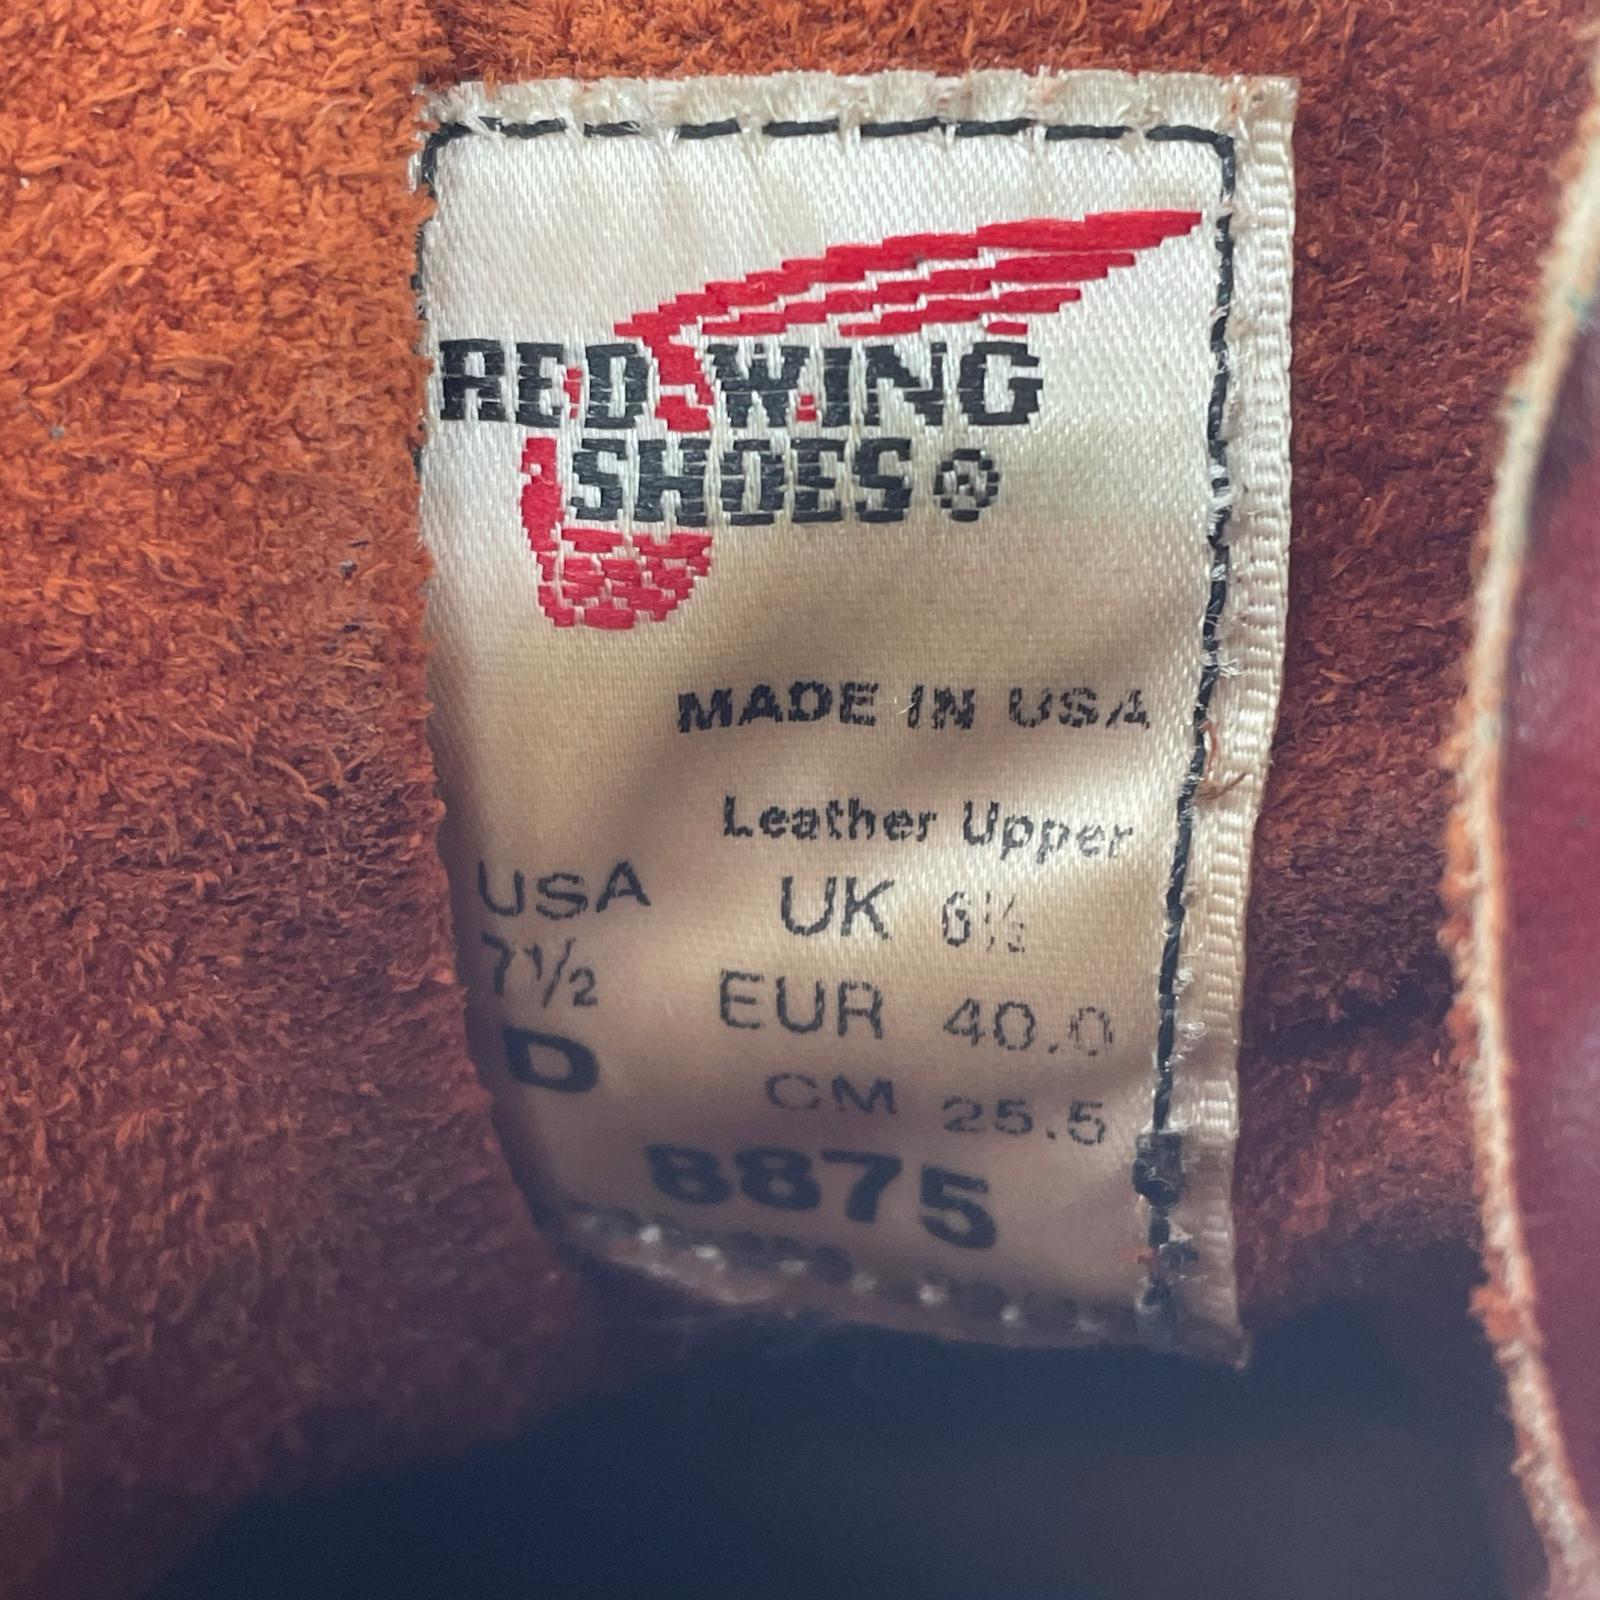 RED WING
SHOES ®
MADE IN USA
Leather Upper
USA UK 6½
7½ EUR 40.0
D CM 25.5
8875